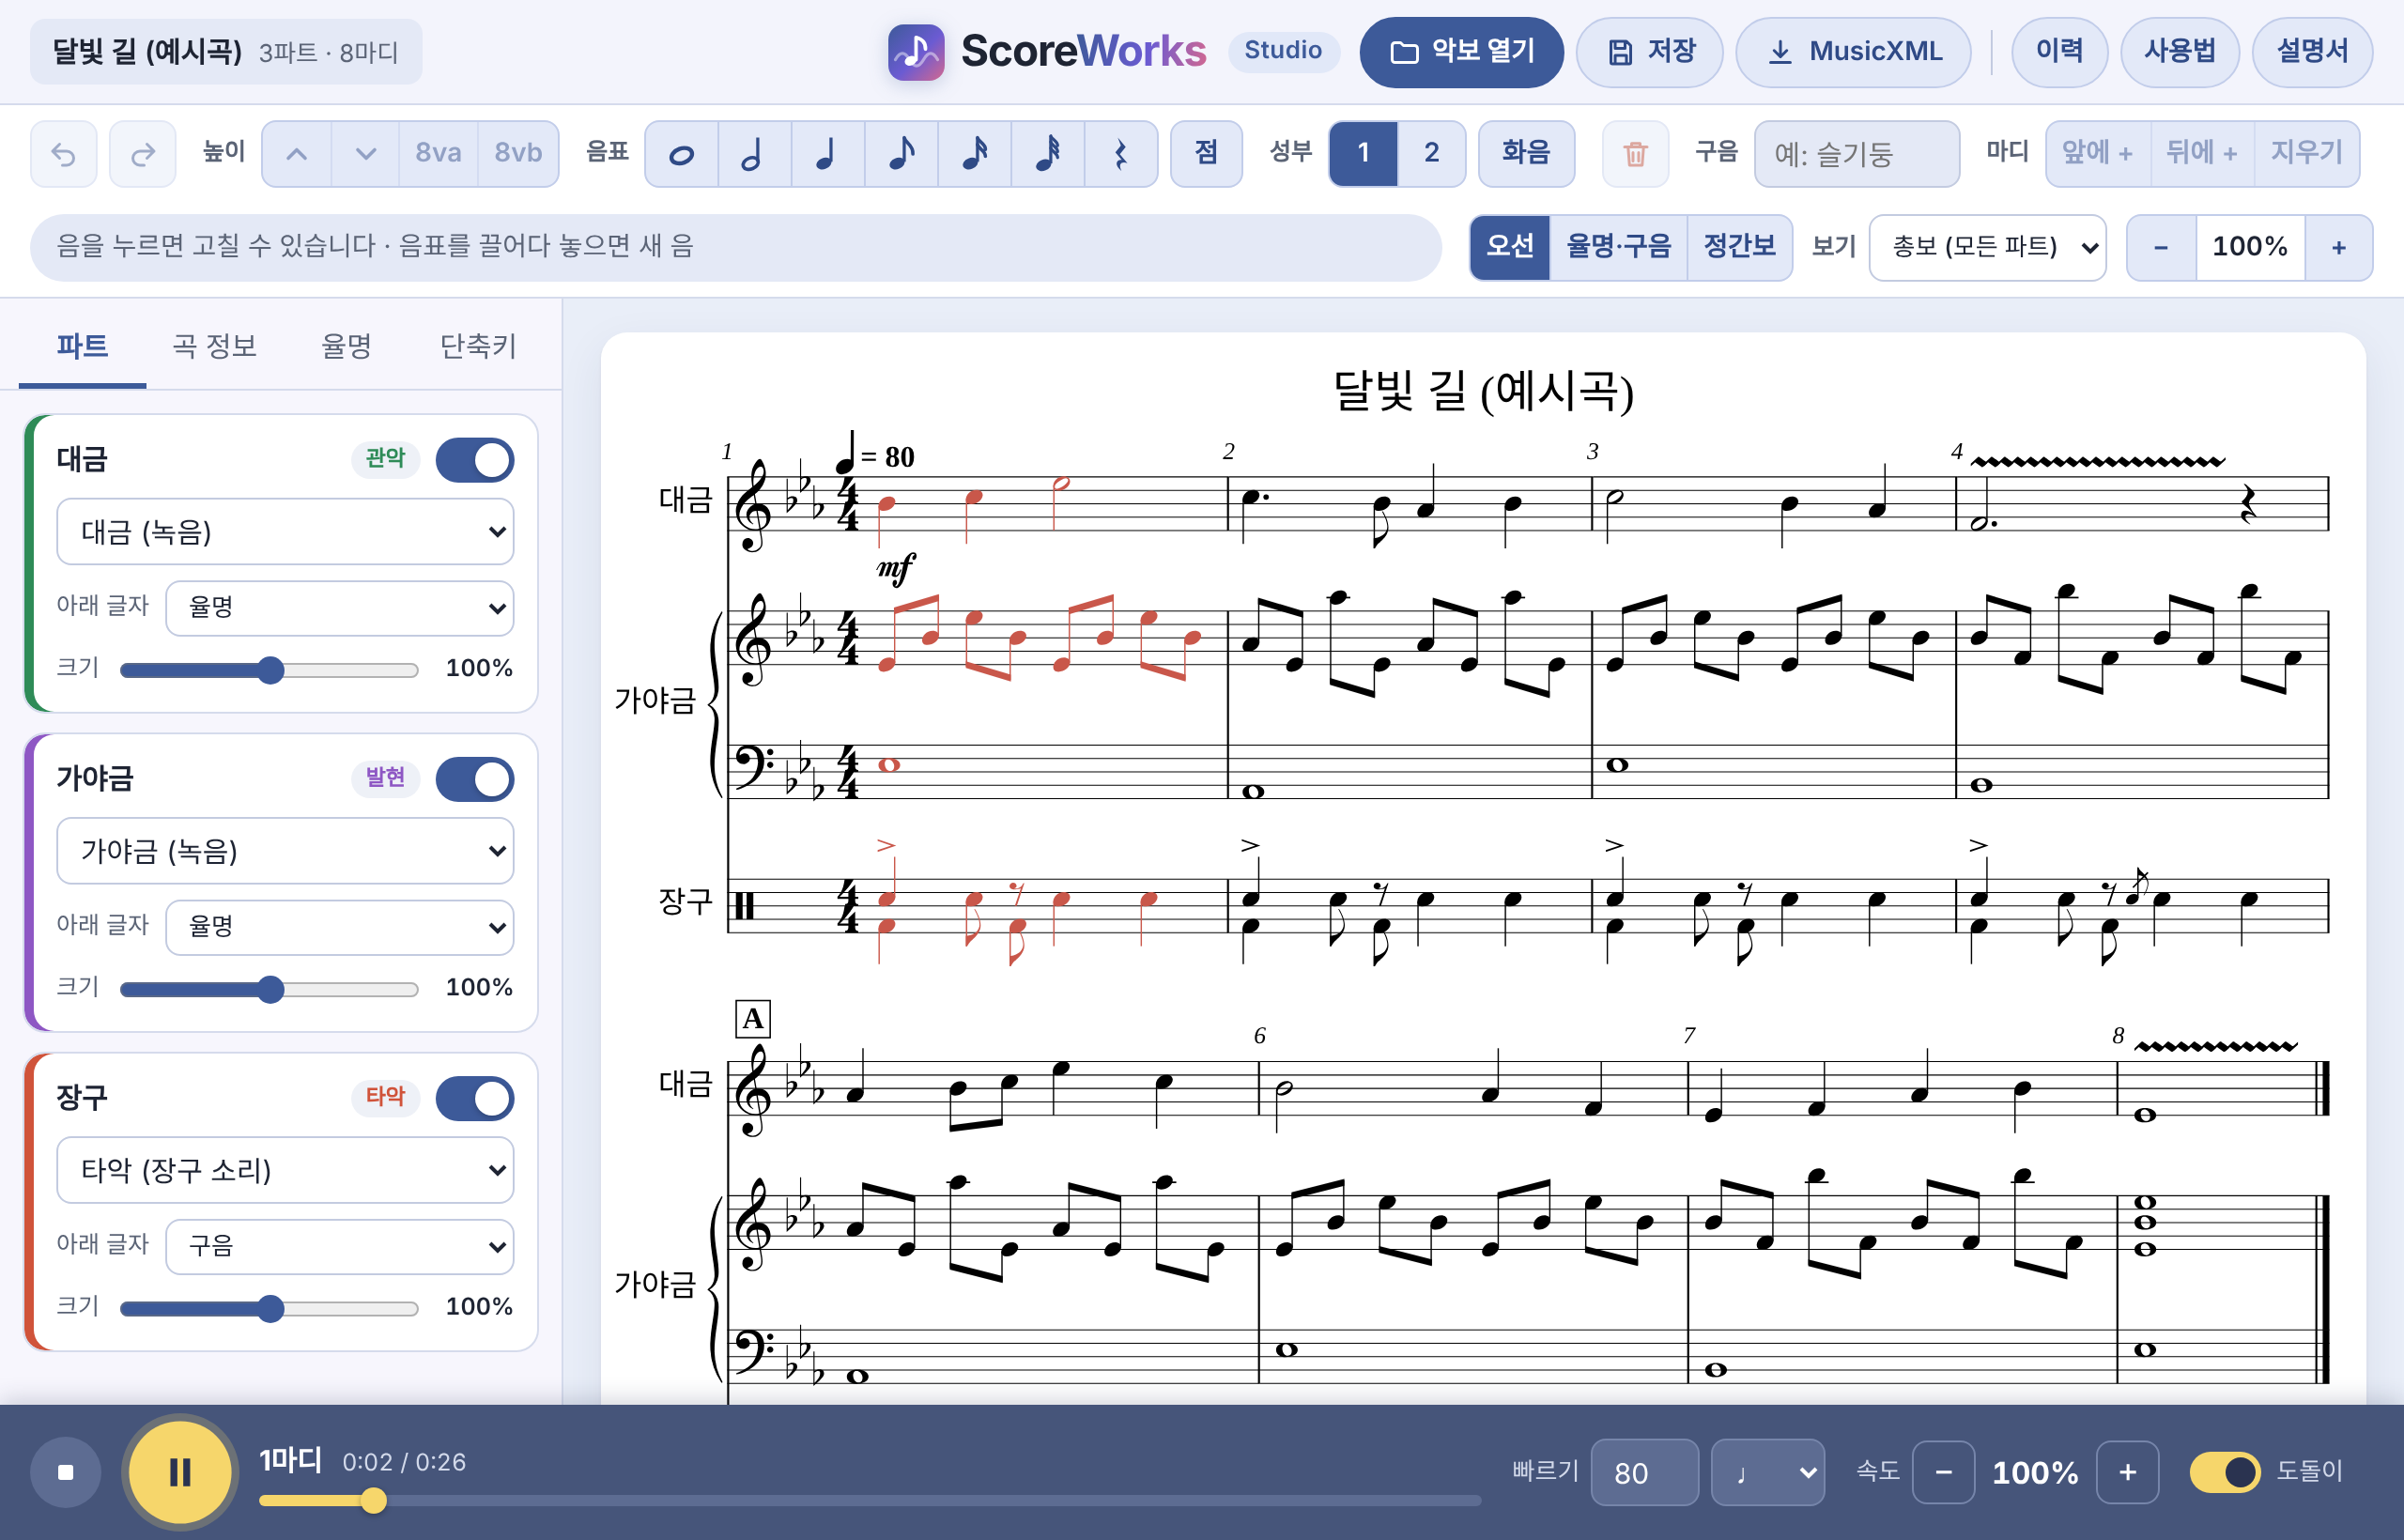 달빛 길 (예시곡) 3파트 · 8마디
ScoreWorks Studio 악보 열기 저장 MusicXML 이력 사용법 설명서
높이 8va 8vb 음표 점 성부 1 2 화음 구음 예: 슬기둥 마디 앞에 + 뒤에 + 지우기
음을 누르면 고칠 수 있습니다 · 음표를 끌어다 놓으면 새 음 오선 율명·구음 정간보 보기 총보 (모든 파트) − 100% +
파트 곡 정보 율명 단축키
대금 관악
대금 (녹음)
아래 글자 율명
크기 100%
가야금 발현
가야금 (녹음)
아래 글자 율명
크기 100%
장구 타악
타악 (장구 소리)
아래 글자 구음
크기 100%
달빛 길 (예시곡)
1 = 80 2 3 4
대금
mf
가야금
장구
A 6 7 8
대금
가야금
1마디 0:02 / 0:26 빠르기 80 ♩ 속도 − 100% + 도돌이